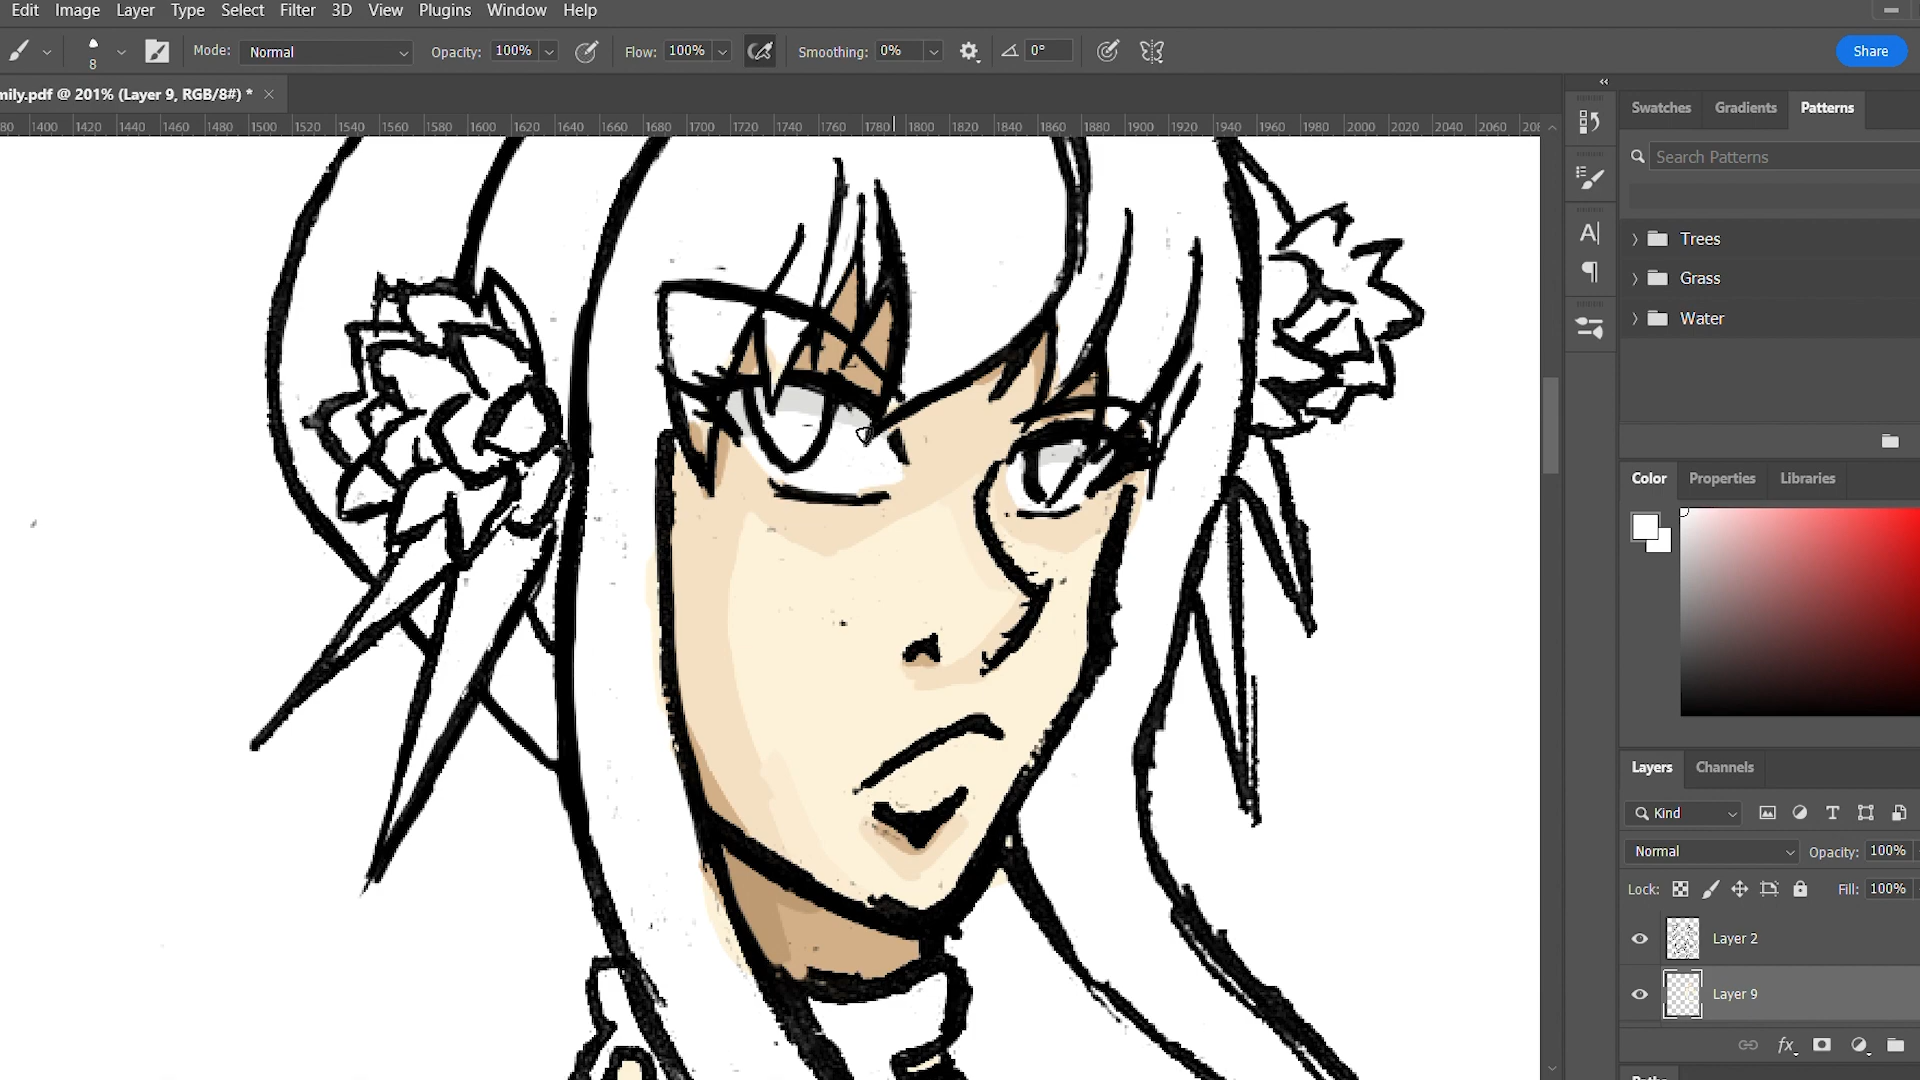 Edit Image Layer Type Select Filter 3D View Plugins Window Help
8 Mode: Normal Opacity: 100% Flow: 100% Smoothing: 0% 0° Share
mily.pdf @ 201% (Layer 9, RGB/8#) *
80 1400 1420 1440 1460 1480 1500 1520 1540 1560 1580 1600 1620 1640 1660 1680 1700 1720 1740 1760 1780 1800 1820 1840 1860 1880 1900 1920 1940 1960 1980 2000 2020 2040 2060 208
Swatches Gradients Patterns
Search Patterns
Trees
Grass
Water
Color Properties Libraries
Layers Channels
Kind
Normal Opacity: 100%
Lock: Fill: 100%
Layer 2
Layer 9
fx